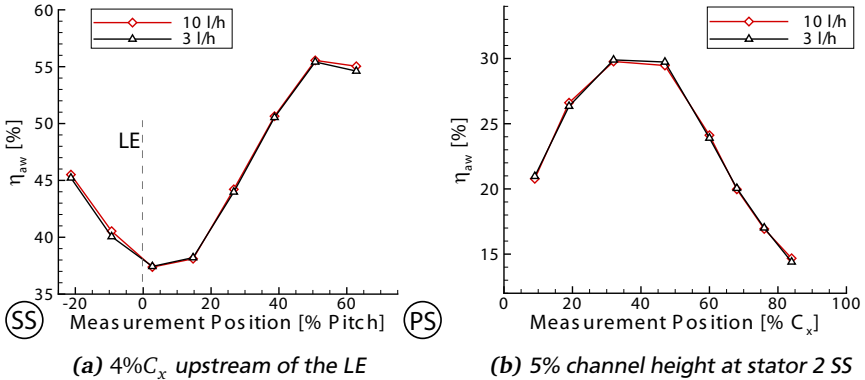 10 l/h
3 l/h
60
55
50
45
40
35
η_aw [%]
LE
-20 0 20 40 60
SS Measurement Position [% Pitch] PS
(a) 4%C_x upstream of the LE
10 l/h
3 l/h
35
30
25
20
15
η_aw [%]
0 20 40 60 80 100
Measurement Position [% C_x]
(b) 5% channel height at stator 2 SS